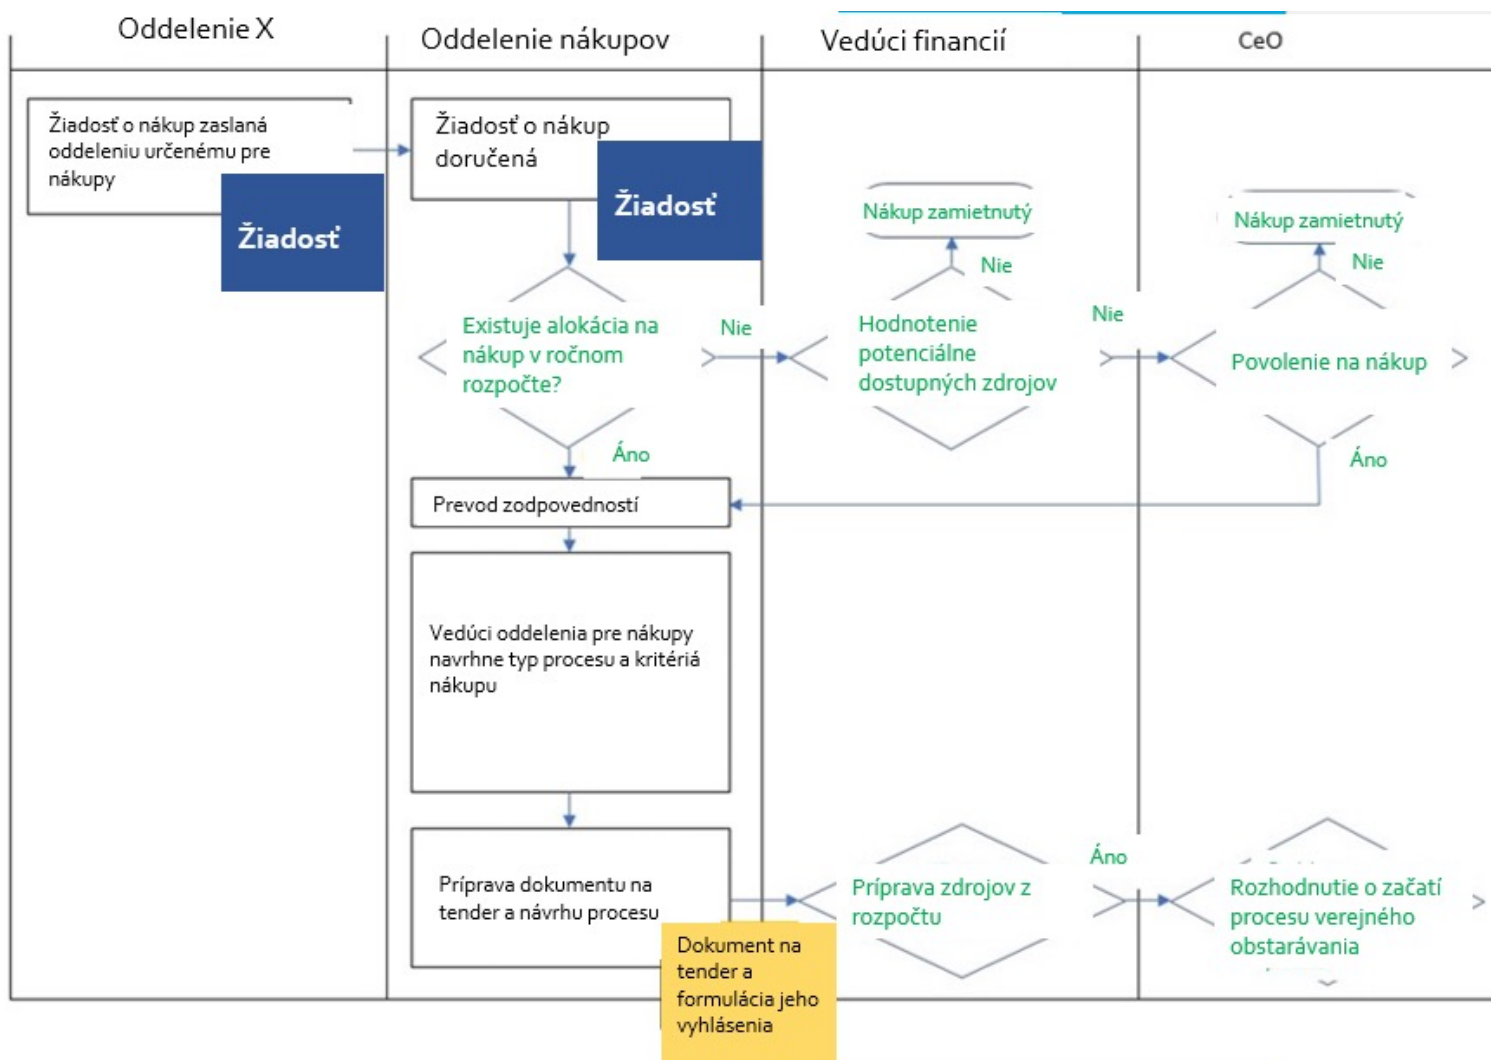 Oddelenie X
Oddelenie nákupov
Vedúci financií
CeO
Žiadosť o nákup zaslaná
oddeleniu určenému pre
nákupy
Žiadosť
Žiadosť o nákup
doručená
Žiadosť
Nákup zamietnutý
Nie
Nákup zamietnutý
Nie
Existuje alokácia na
nákup v ročnom
rozpočte?
Nie
Hodnotenie
potenciálne
dostupných zdrojov
Nie
Povolenie na nákup
Áno
Áno
Prevod zodpovedností
Vedúci oddelenia pre nákupy
navrhne typ procesu a kritériá
nákupu
Príprava dokumentu na
tender a návrhu procesu
Dokument na
tender a
formulácia jeho
vyhlásenia
Príprava zdrojov z
rozpočtu
Áno
Rozhodnutie o začatí
procesu verejného
obstarávania